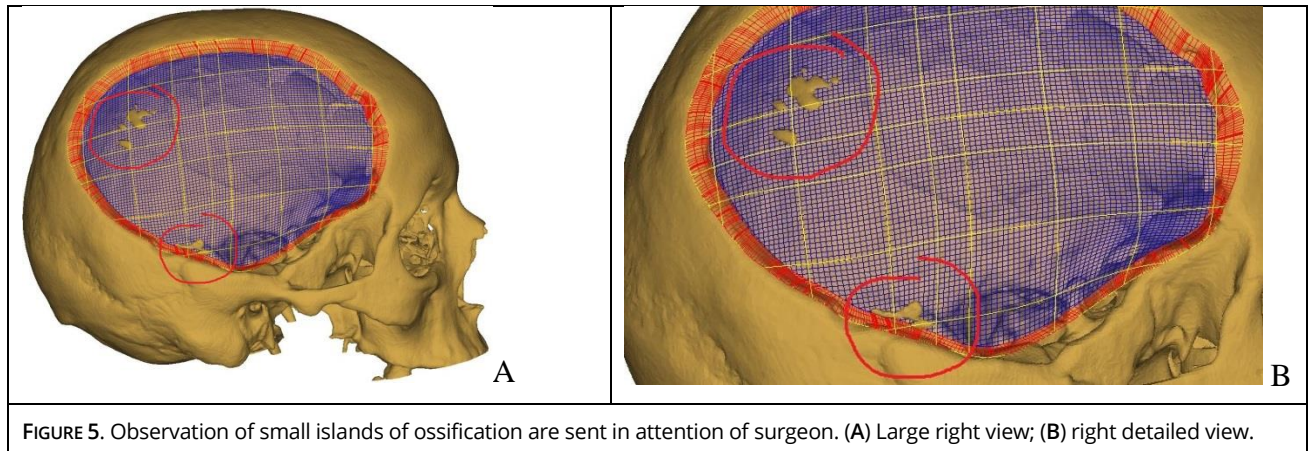 A
B
FIGURE 5. Observation of small islands of ossification are sent in attention of surgeon. (A) Large right view; (B) right detailed view.